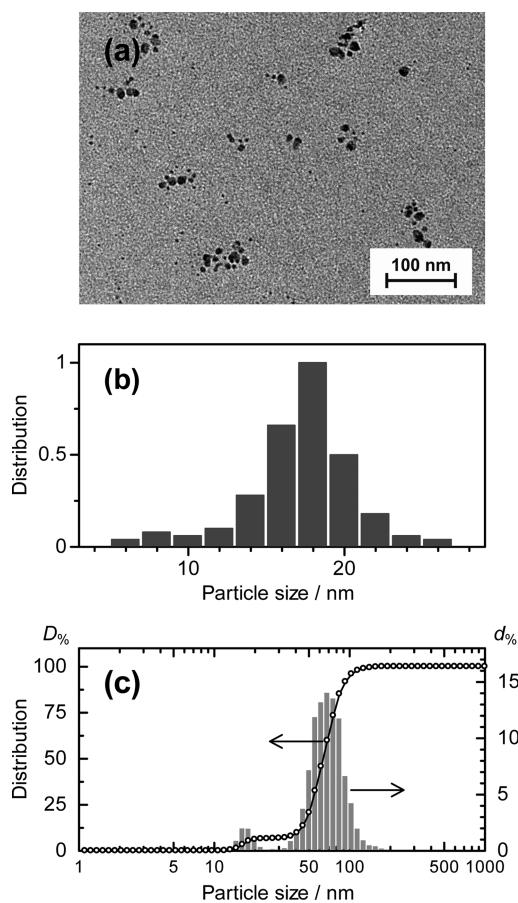 (a)
100 nm
(b)
1
0.5
0
Distribution
10 20
Particle size / nm
D% d%
(c)
100
75
50
25
0
Distribution
15
10
5
0
1 5 10 50 100 500 1000
Particle size / nm